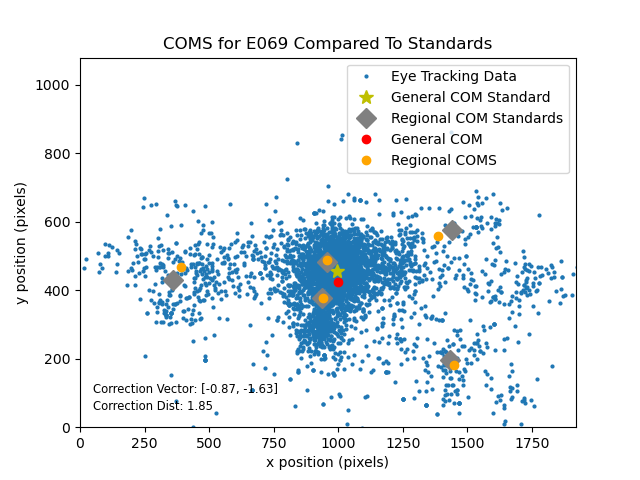 COMS for E069 Compared To Standards
Eye Tracking Data
General COM Standard
Regional COM Standards
General COM
Regional COMS
1000
800
600
400
200
0
y position (pixels)
Correction Vector: [-0.87, -1.63]
Correction Dist: 1.85
0 250 500 750 1000 1250 1500 1750
x position (pixels)